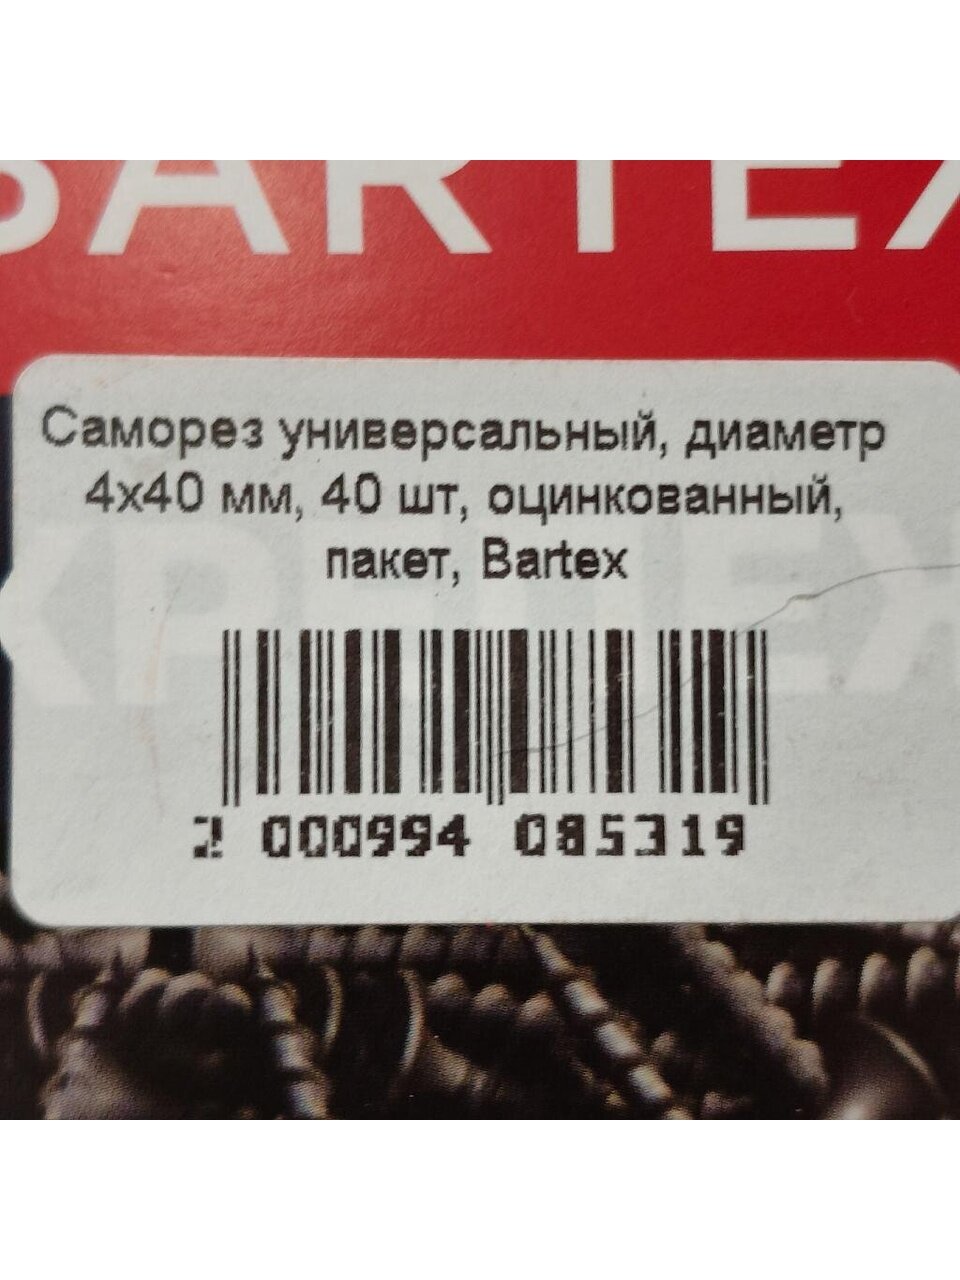 BARTEX
Саморез универсальный, диаметр
4х40 мм, 40 шт, оцинкованный,
пакет, Bartex
2 000994 085319